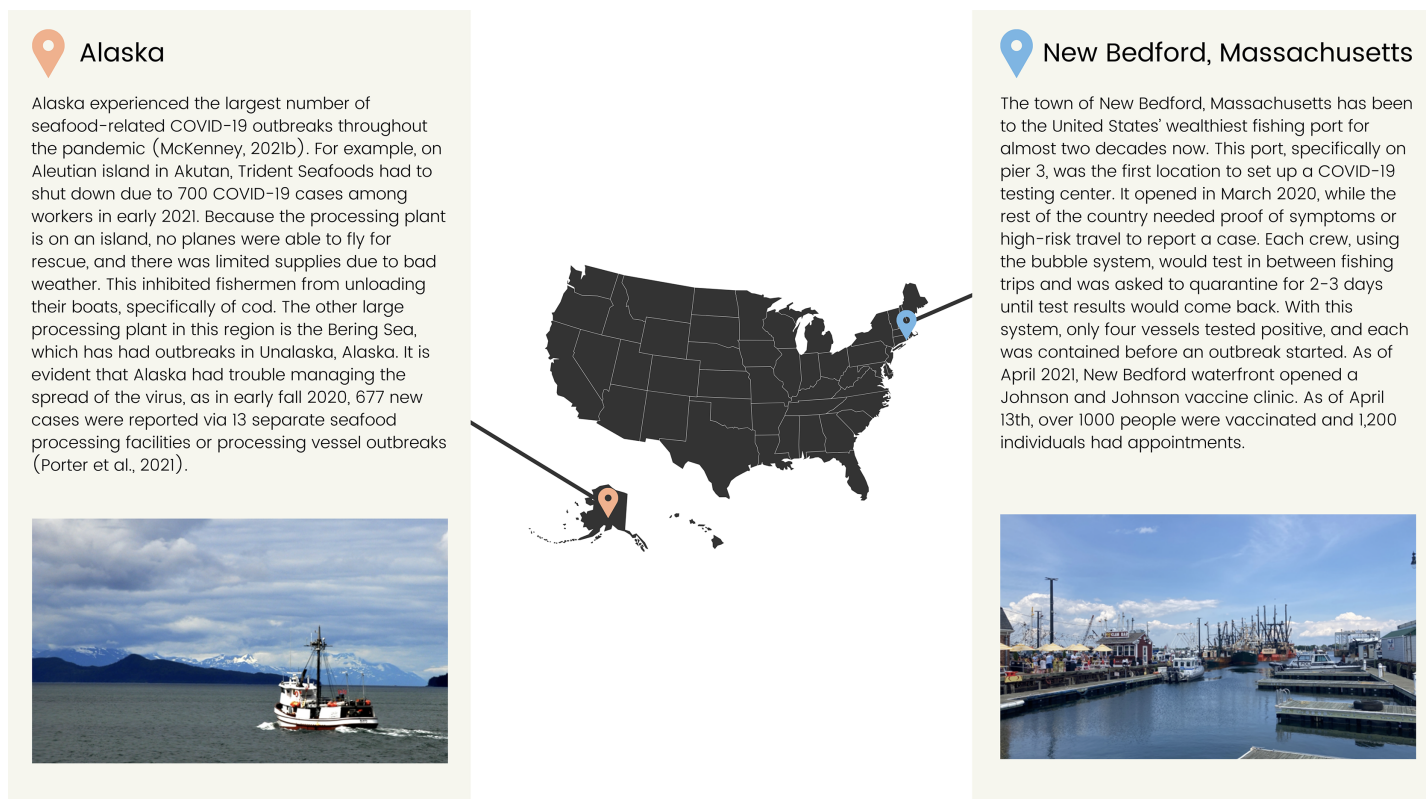 Alaska
Alaska experienced the largest number of
seafood-related COVID-19 outbreaks throughout
the pandemic (McKenney, 2021b). For example, on
Aleutian island in Akutan, Trident Seafoods had to
shut down due to 700 COVID-19 cases among
workers in early 2021. Because the processing plant
is on an island, no planes were able to fly for
rescue, and there was limited supplies due to bad
weather. This inhibited fishermen from unloading
their boats, specifically of cod. The other large
processing plant in this region is the Bering Sea,
which has had outbreaks in Unalaska, Alaska. It is
evident that Alaska had trouble managing the
spread of the virus, as in early fall 2020, 677 new
cases were reported via 13 separate seafood
processing facilities or processing vessel outbreaks
(Porter et al., 2021).
New Bedford, Massachusetts
The town of New Bedford, Massachusetts has been
to the United States' wealthiest fishing port for
almost two decades now. This port, specifically on
pier 3, was the first location to set up a COVID-19
testing center. It opened in March 2020, while the
rest of the country needed proof of symptoms or
high-risk travel to report a case. Each crew, using
the bubble system, would test in between fishing
trips and was asked to quarantine for 2-3 days
until test results would come back. With this
system, only four vessels tested positive, and each
was contained before an outbreak started. As of
April 2021, New Bedford waterfront opened a
Johnson and Johnson vaccine clinic. As of April
13th, over 1000 people were vaccinated and 1,200
individuals had appointments.